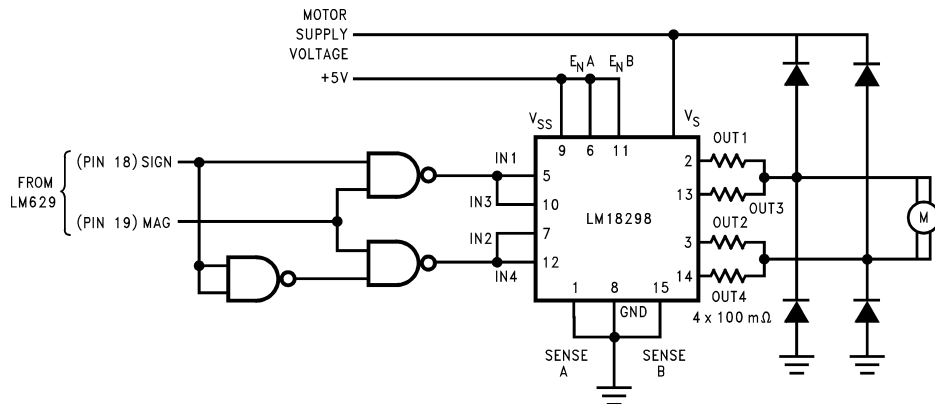 MOTOR
SUPPLY
VOLTAGE
+5V
ENA ENB
VSS
VS
9 6 11
FROM
LM629
(PIN 18) SIGN
(PIN 19) MAG
IN1
IN3
IN2
IN4
5
10
7
12
LM18298
2
13
3
14
OUT1
OUT3
OUT2
OUT4
4 x 100 mΩ
M
1 8 15
GND
SENSE
A
SENSE
B